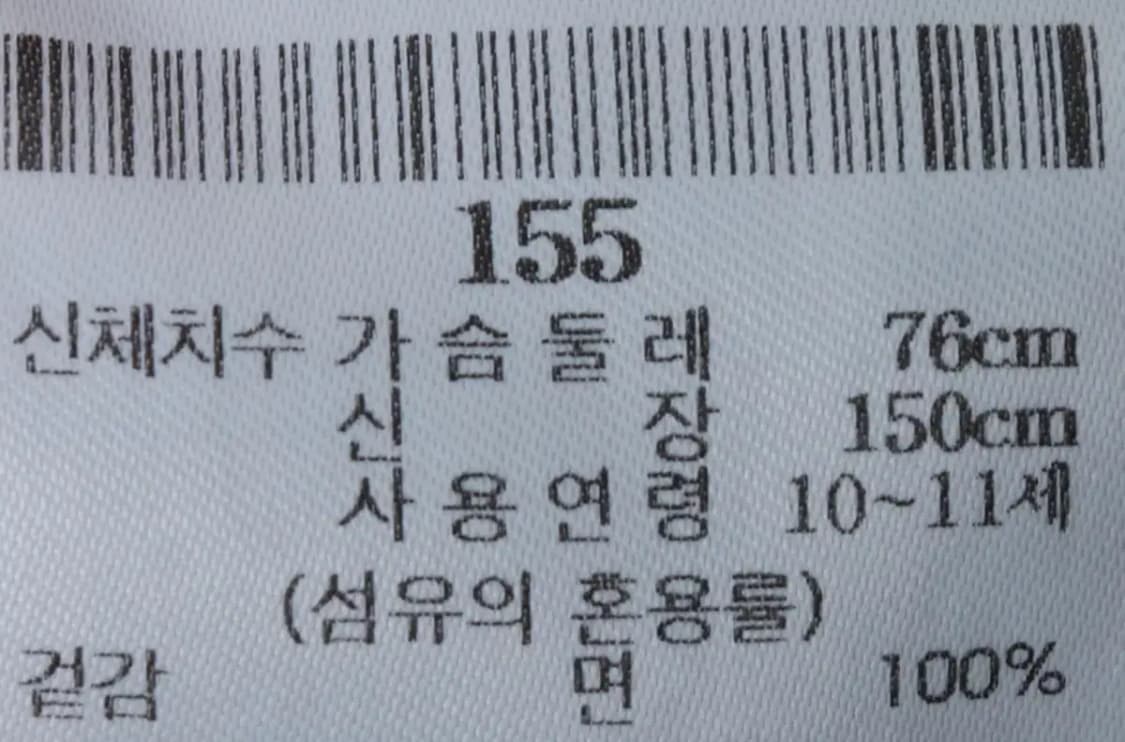 155
신체치수 가슴둘레 76cm
신장 150cm
사용연령 10~11세
(섬유의 혼용률)
겉감 면 100%